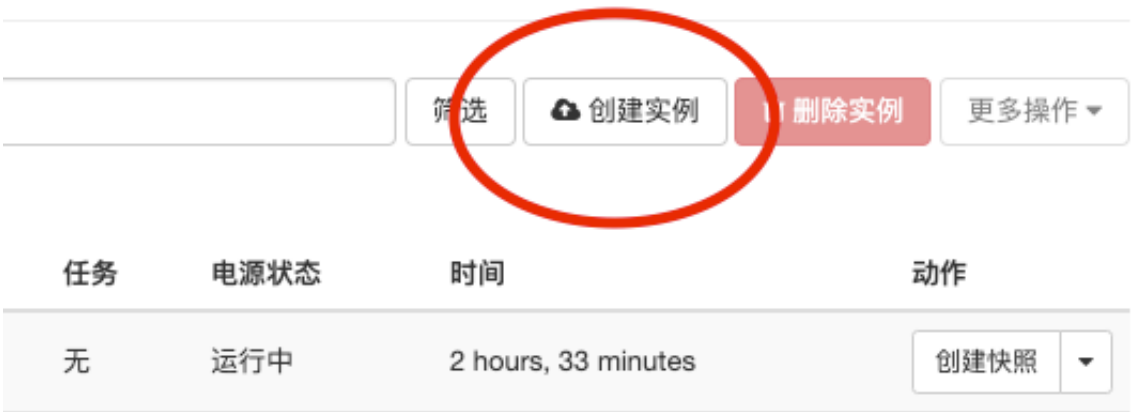 筛选 创建实例 删除实例 更多操作
任务 电源状态 时间 动作
无 运行中 2 hours, 33 minutes 创建快照